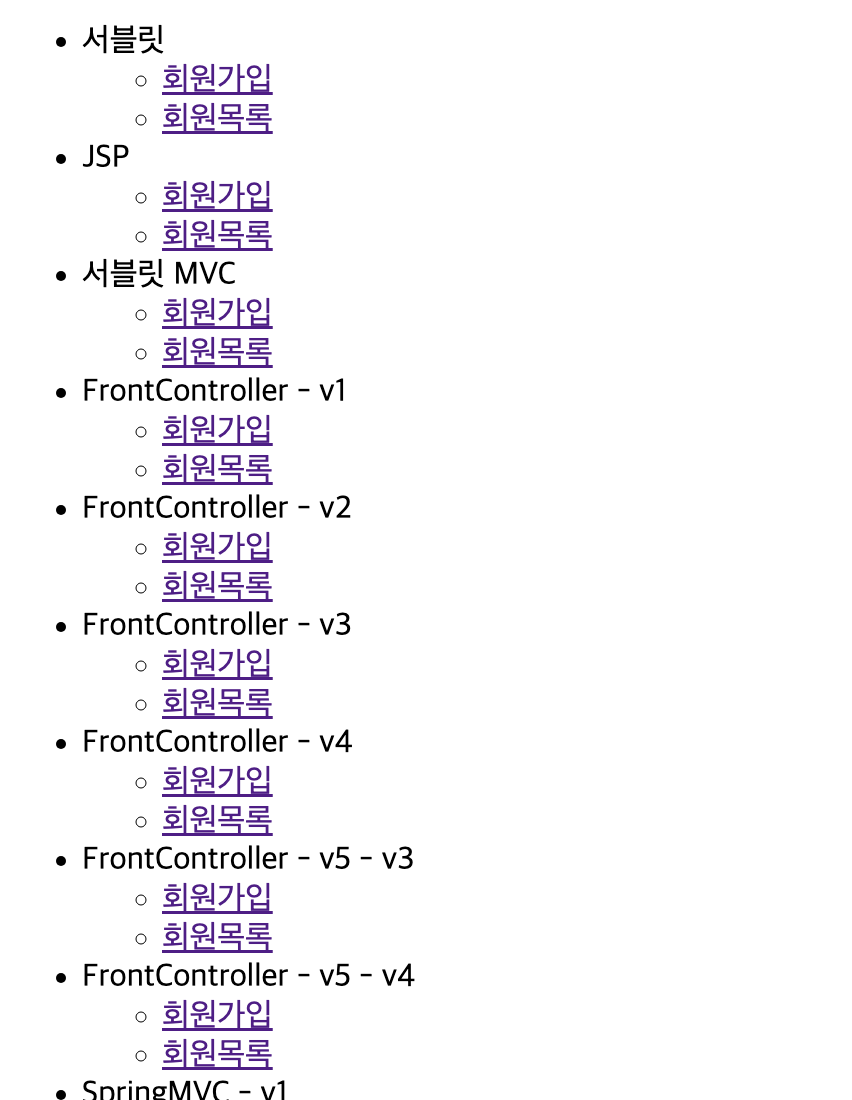 서블릿
회원가입
회원목록
JSP
회원가입
회원목록
서블릿 MVC
회원가입
회원목록
FrontController - v1
회원가입
회원목록
FrontController - v2
회원가입
회원목록
FrontController - v3
회원가입
회원목록
FrontController - v4
회원가입
회원목록
FrontController - v5 - v3
회원가입
회원목록
FrontController - v5 - v4
회원가입
회원목록
SpringMVC - v1